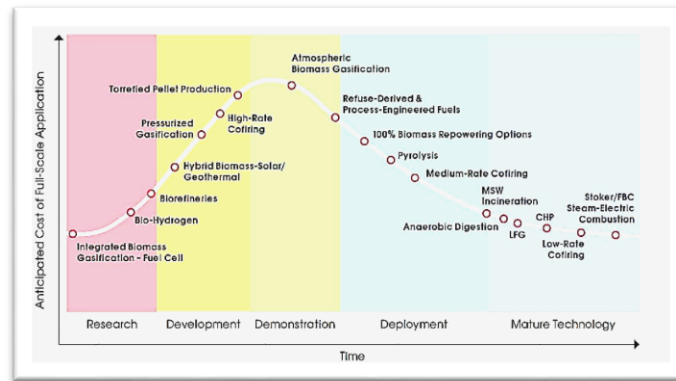 Anticipated Cost of Full-Scale Application
Atmospheric
Biomass Gasification
Torrefied Pellet Production
Refuse-Derived &
Process-Engineered Fuels
High-Rate
Cofiring
Pressurized
Gasification
100% Biomass Repowering Options
Pyrolysis
Hybrid Biomass-Solar/
Geothermal
Medium-Rate Cofiring
Biorefineries
MSW
Incineration
Stoker/FBC
Steam-Electric
Combustion
Bio-Hydrogen
Anaerobic Digestion
CHP
LFG
Low-Rate
Cofiring
Integrated Biomass
Gasification - Fuel Cell
Research
Development
Demonstration
Deployment
Mature Technology
Time